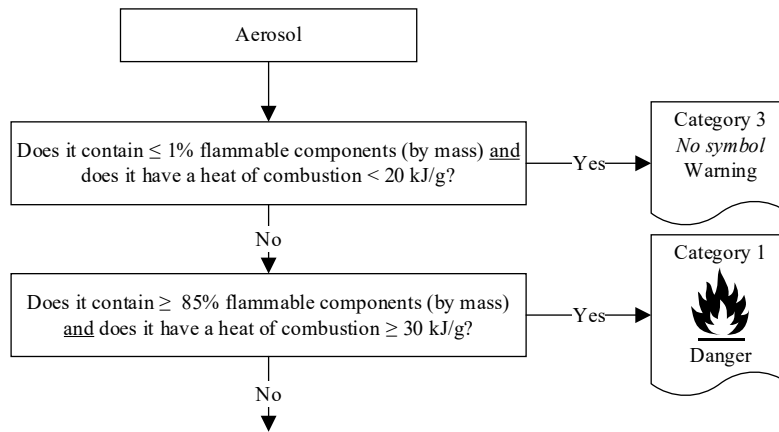 Aerosol
Does it contain ≤ 1% flammable components (by mass) and
does it have a heat of combustion < 20 kJ/g?
Yes
Category 3
No symbol
Warning
No
Does it contain ≥ 85% flammable components (by mass)
and does it have a heat of combustion ≥ 30 kJ/g?
Yes
Category 1
Danger
No